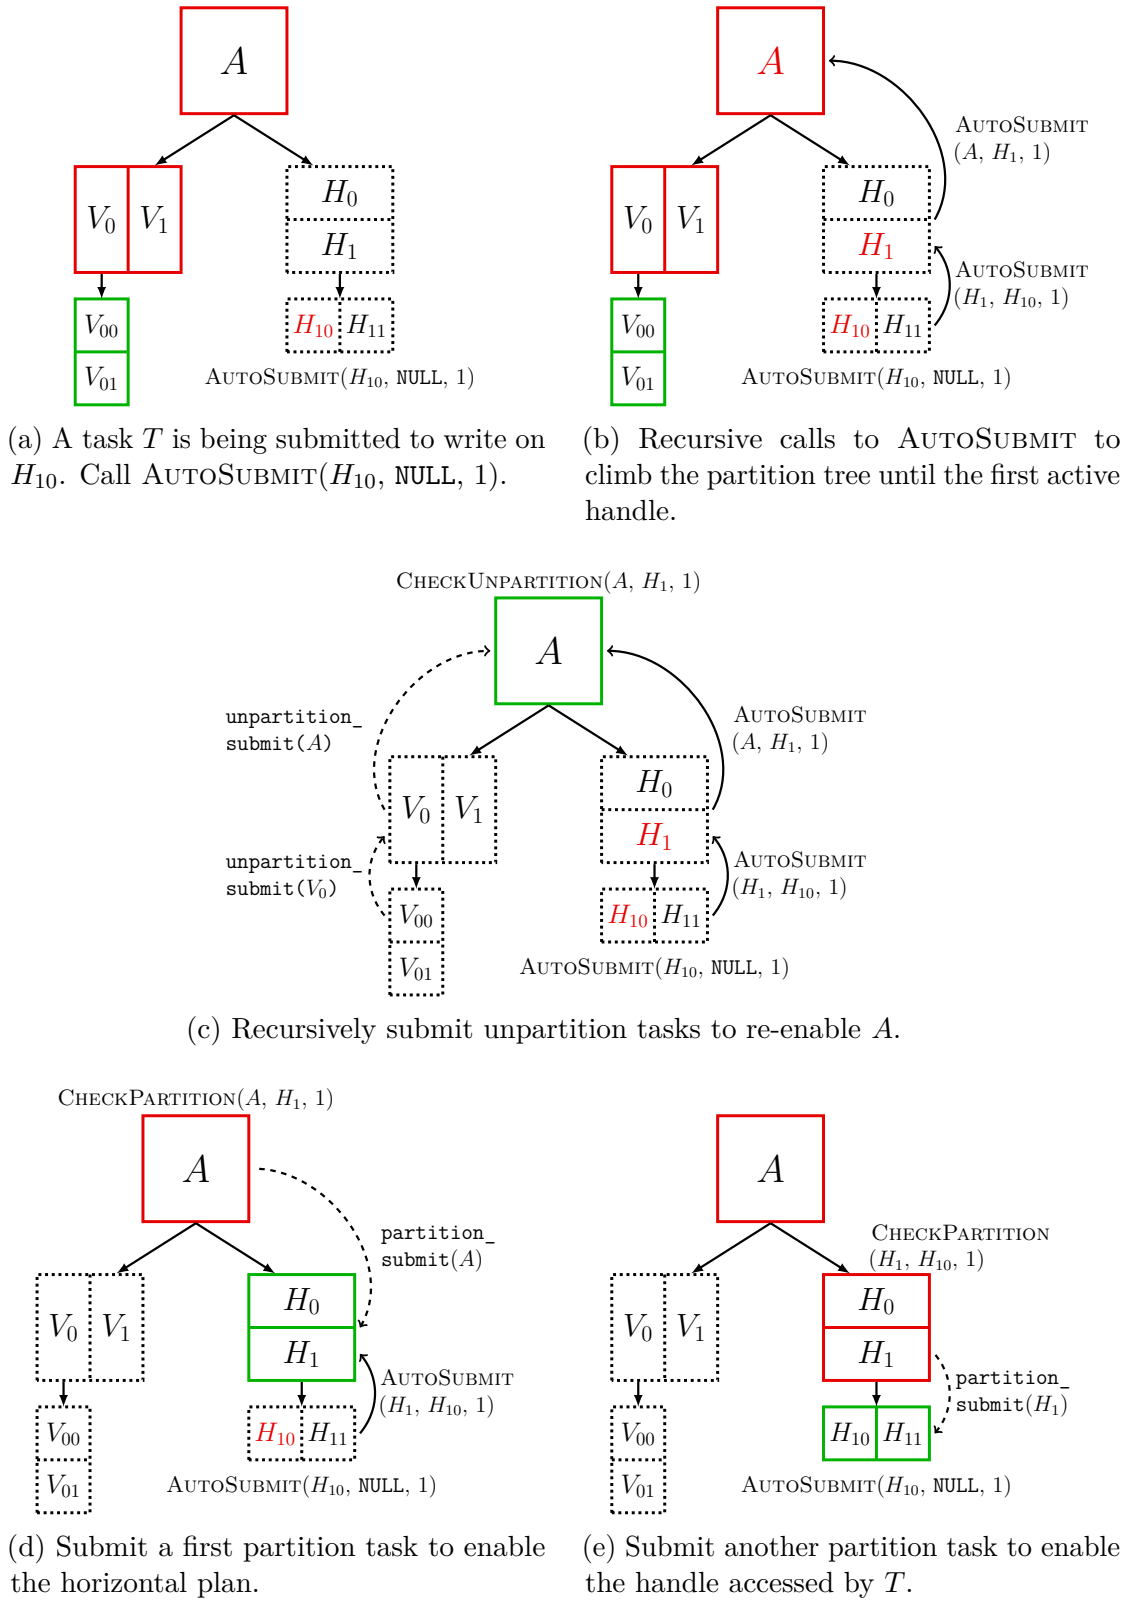 A
V0 V1
H0
H1
V00
V01
H10 H11
AUTOSUBMIT(H10, NULL, 1)
(a) A task T is being submitted to write on
H10. Call AUTOSUBMIT(H10, NULL, 1).
A
AUTOSUBMIT
(A, H1, 1)
V0 V1
H0
H1
AUTOSUBMIT
(H1, H10, 1)
V00
V01
H10 H11
AUTOSUBMIT(H10, NULL, 1)
(b) Recursive calls to AUTOSUBMIT to
climb the partition tree until the first active
handle.
CHECKUNPARTITION(A, H1, 1)
A
unpartition_
submit(A)
AUTOSUBMIT
(A, H1, 1)
V0 V1
H0
H1
unpartition_
submit(V0)
AUTOSUBMIT
(H1, H10, 1)
V00
V01
H10 H11
AUTOSUBMIT(H10, NULL, 1)
(c) Recursively submit unpartition tasks to re-enable A.
CHECKPARTITION(A, H1, 1)
A
partition_
submit(A)
V0 V1
H0
H1
AUTOSUBMIT
(H1, H10, 1)
V00
V01
H10 H11
AUTOSUBMIT(H10, NULL, 1)
(d) Submit a first partition task to enable
the horizontal plan.
A
CHECKPARTITION
(H1, H10, 1)
V0 V1
H0
H1
partition_
submit(H1)
V00
V01
H10 H11
AUTOSUBMIT(H10, NULL, 1)
(e) Submit another partition task to enable
the handle accessed by T.